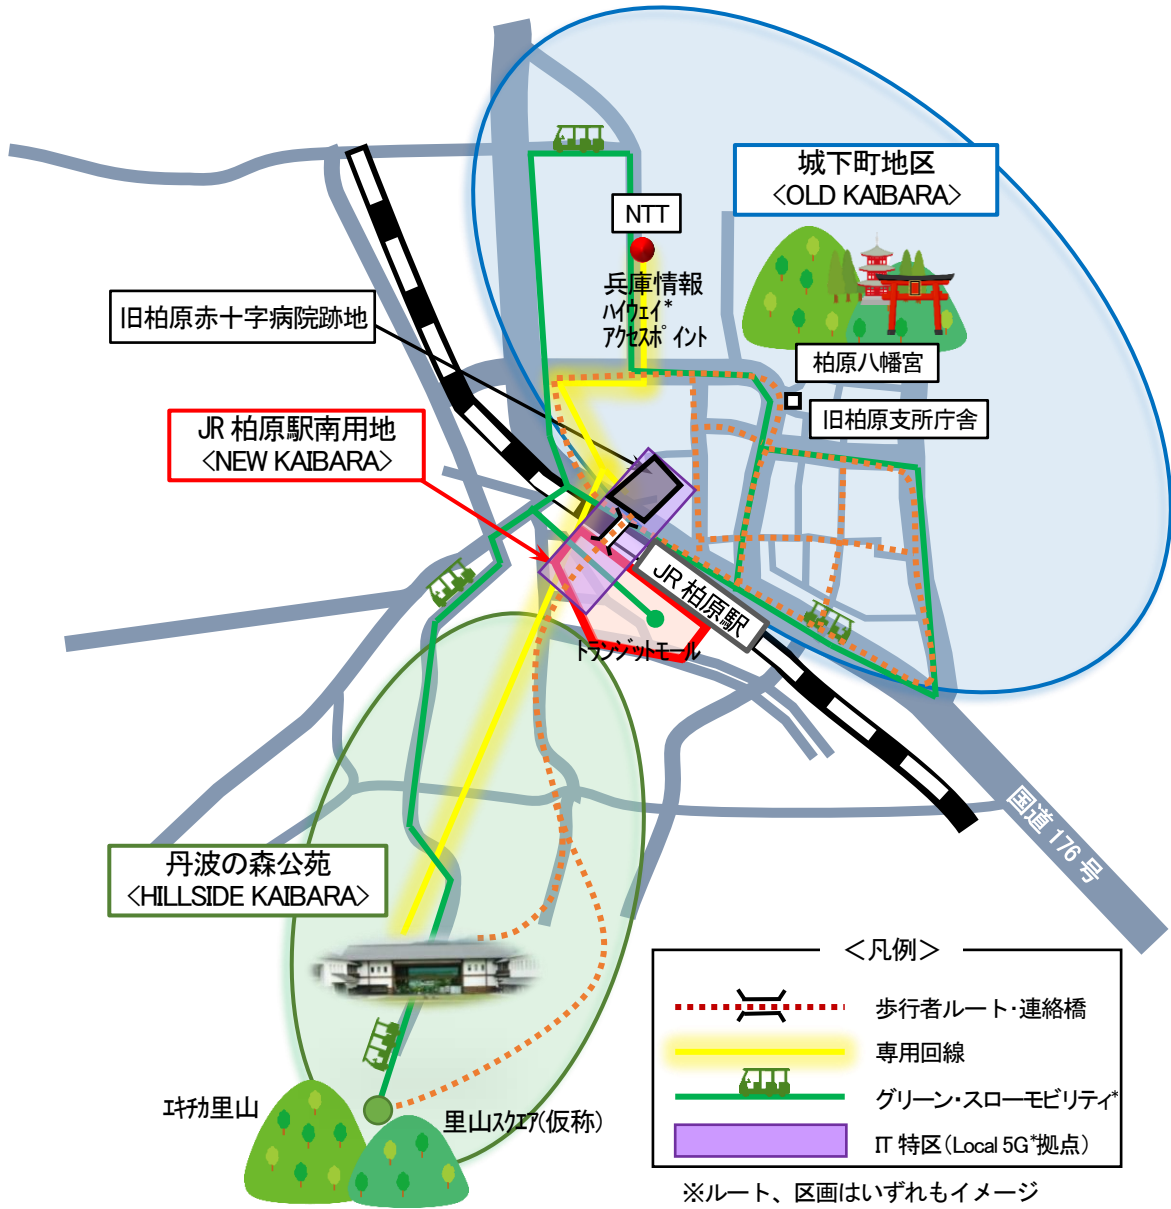 城下町地区
<OLD KAIBARA>
NTT
兵庫情報
ﾊｲｳｪｲ*
ｱｸｾｽﾎﾟｲﾝﾄ
旧柏原赤十字病院跡地
柏原八幡宮
旧柏原支所庁舎
JR 柏原駅南用地
<NEW KAIBARA>
JR 柏原駅
ﾄﾗﾝｼﾞｯﾄﾓｰﾙ
国道 176 号
丹波の森公苑
<HILLSIDE KAIBARA>
ｴｷﾁｶ里山
里山ｽｸｴｱ(仮称)
<凡例>
歩行者ルート・連絡橋
専用回線
グリーン・スローモビリティ*
IT 特区(Local 5G*拠点)
※ルート、区画はいずれもイメージ